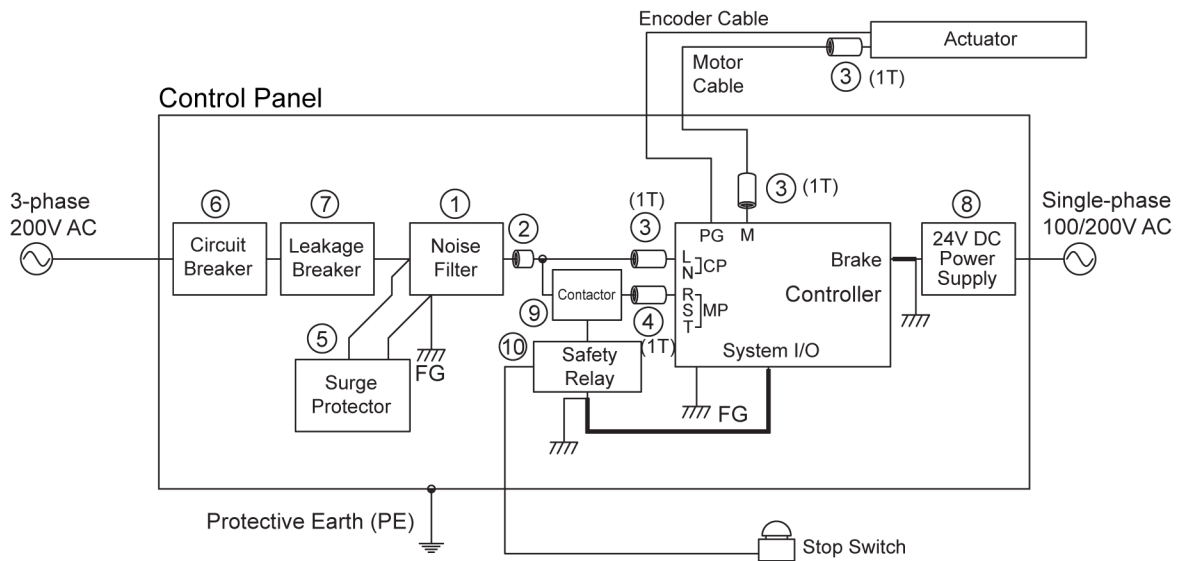 Encoder Cable
Actuator
Motor
Cable
③ (1T)
Control Panel
3-phase
200V AC
⑥
⑦
①
②
(1T)
③
③ (1T)
⑧
Single-phase
100/200V AC
Circuit
Breaker
Leakage
Breaker
Noise
Filter
PG M
L
N
CP
Brake
24V DC
Power
Supply
Contactor
⑨
R
S
T
MP
Controller
④
(1T)
⑤
FG
⑩
Safety
Relay
System I/O
Surge
Protector
FG
Protective Earth (PE)
Stop Switch